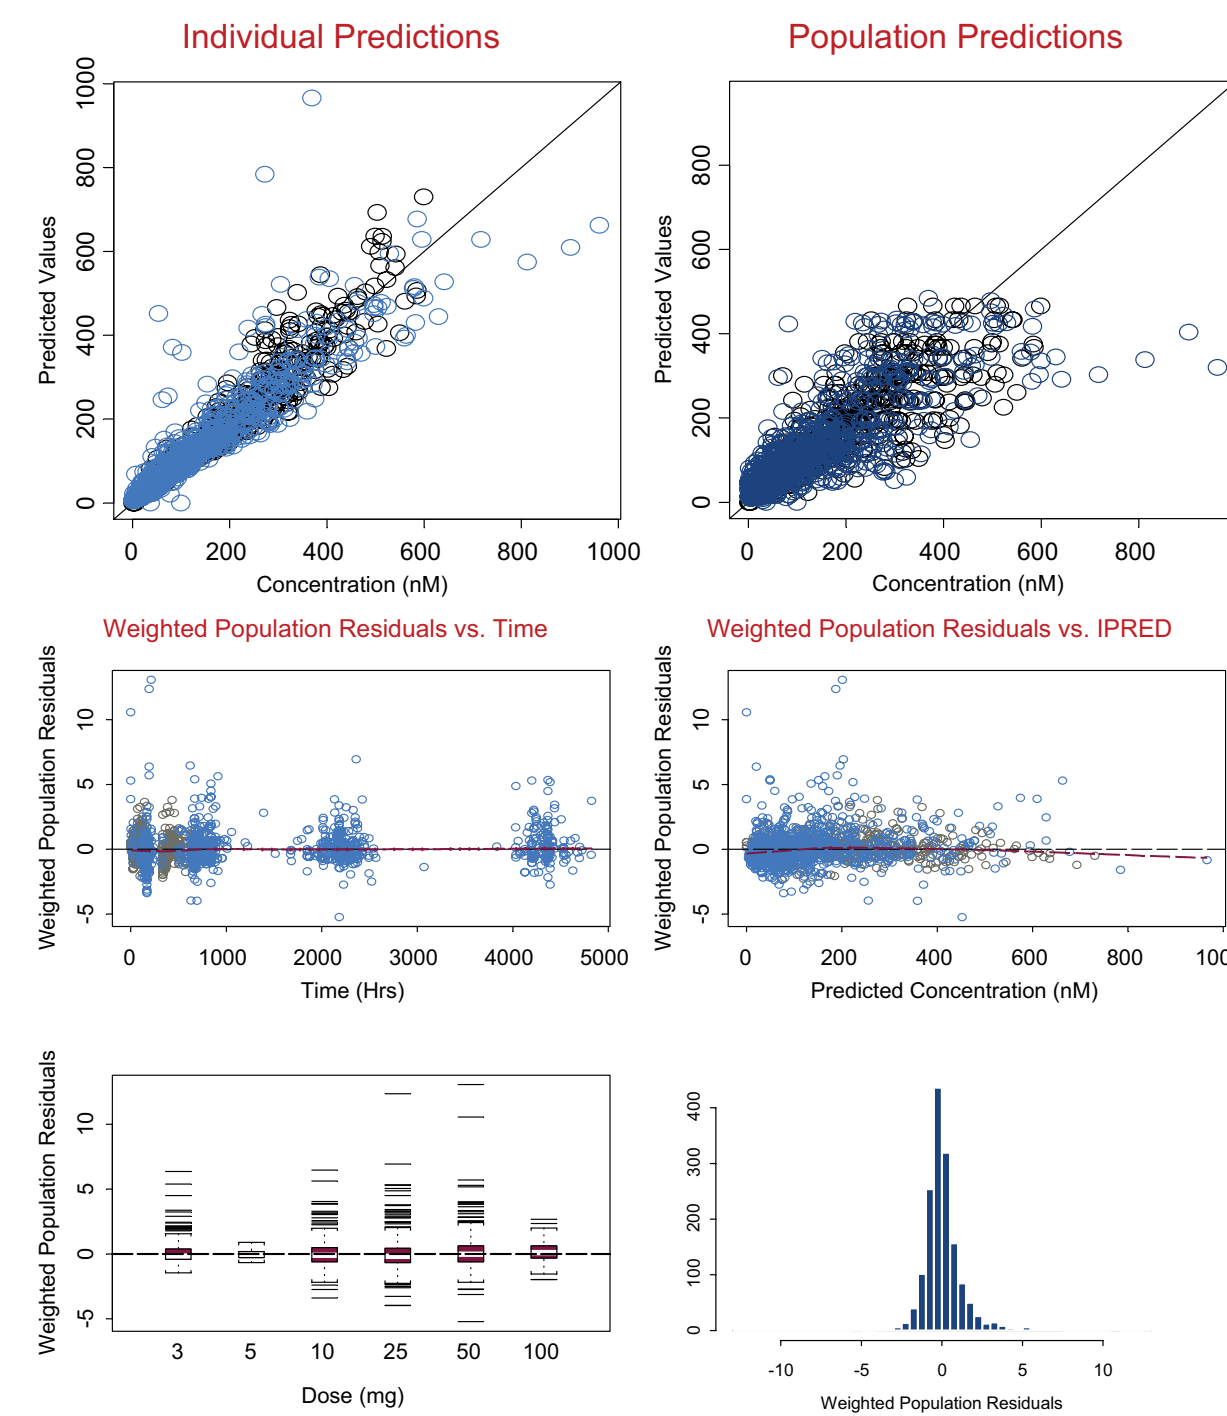 Individual Predictions
Population Predictions
Predicted Values
0 200 400 600 800 1000
0 200 400 600 800 1000
Concentration (nM)
Predicted Values
0 200 400 600 800
0 200 400 600 800
Concentration (nM)
Weighted Population Residuals vs. Time
Weighted Population Residuals vs. IPRED
Weighted Population Residuals
-5 0 5 10
0 1000 2000 3000 4000 5000
Time (Hrs)
Weighted Population Residuals
-5 0 5 10
0 200 400 600 800 100
Predicted Concentration (nM)
Weighted Population Residuals
-5 0 5 10
3 5 10 25 50 100
Dose (mg)
0 100 200 300 400
-10 -5 0 5 10
Weighted Population Residuals